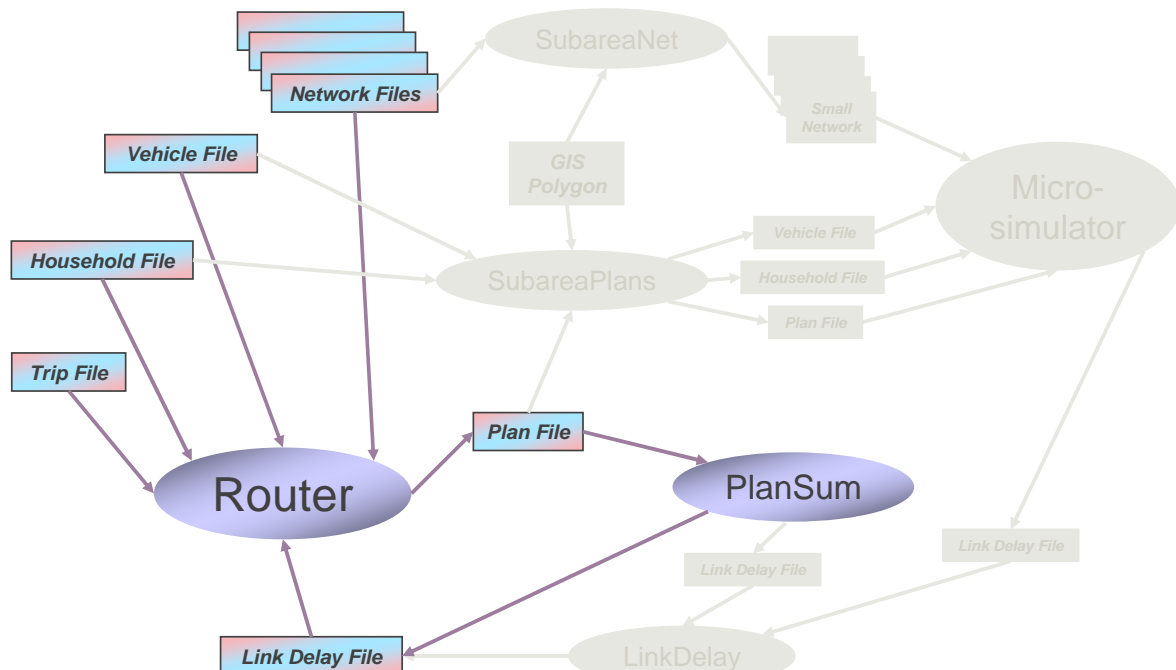 SubareaNet
Network Files
Small
Network
Vehicle File
GIS
Polygon
Micro-
simulator
Vehicle File
Household File
SubareaPlans
Household File
Plan File
Trip File
Plan File
Router
PlanSum
Link Delay File
Link Delay File
Link Delay File
LinkDelay